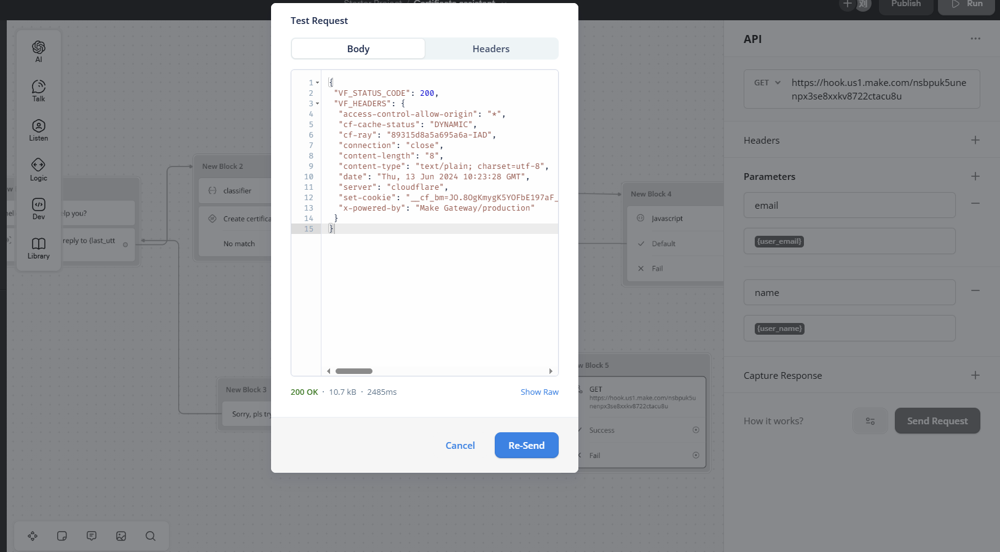 Starter Project / Certificate assistant
刘
Publish
Run
Test Request
Body
Headers
1 {
2 "VF_STATUS_CODE": 200,
3 "VF_HEADERS": {
4 "access-control-allow-origin": "*",
5 "cf-cache-status": "DYNAMIC",
6 "cf-ray": "89315d8a5a695a6a-IAD",
7 "connection": "close",
8 "content-length": "8",
9 "content-type": "text/plain; charset=utf-8",
10 "date": "Thu, 13 Jun 2024 10:23:28 GMT",
11 "server": "cloudflare",
12 "set-cookie": "__cf_bm=JO.8OgKmygK5YOFbE197aF_
13 "x-powered-by": "Make Gateway/production"
14 }
15 }
200 OK · 10.7 kB · 2485ms
Show Raw
Cancel
Re-Send
AI
Talk
Listen
Logic
Dev
Library
lp you?
reply to {last_utt
New Block 2
classifier
Create certifica
No match
New Block 3
Sorry, pls try
New Block 4
Javascript
Default
Fail
w Block 5
GET
https://hook.us1.make.com/nsbpuk5u
nenpx3se8xxkv8722ctacu8u
Success
Fail
API
GET
https://hook.us1.make.com/nsbpuk5une
npx3se8xxkv8722ctacu8u
Headers
Parameters
email
{user_email}
name
{user_name}
Capture Response
How it works?
Send Request